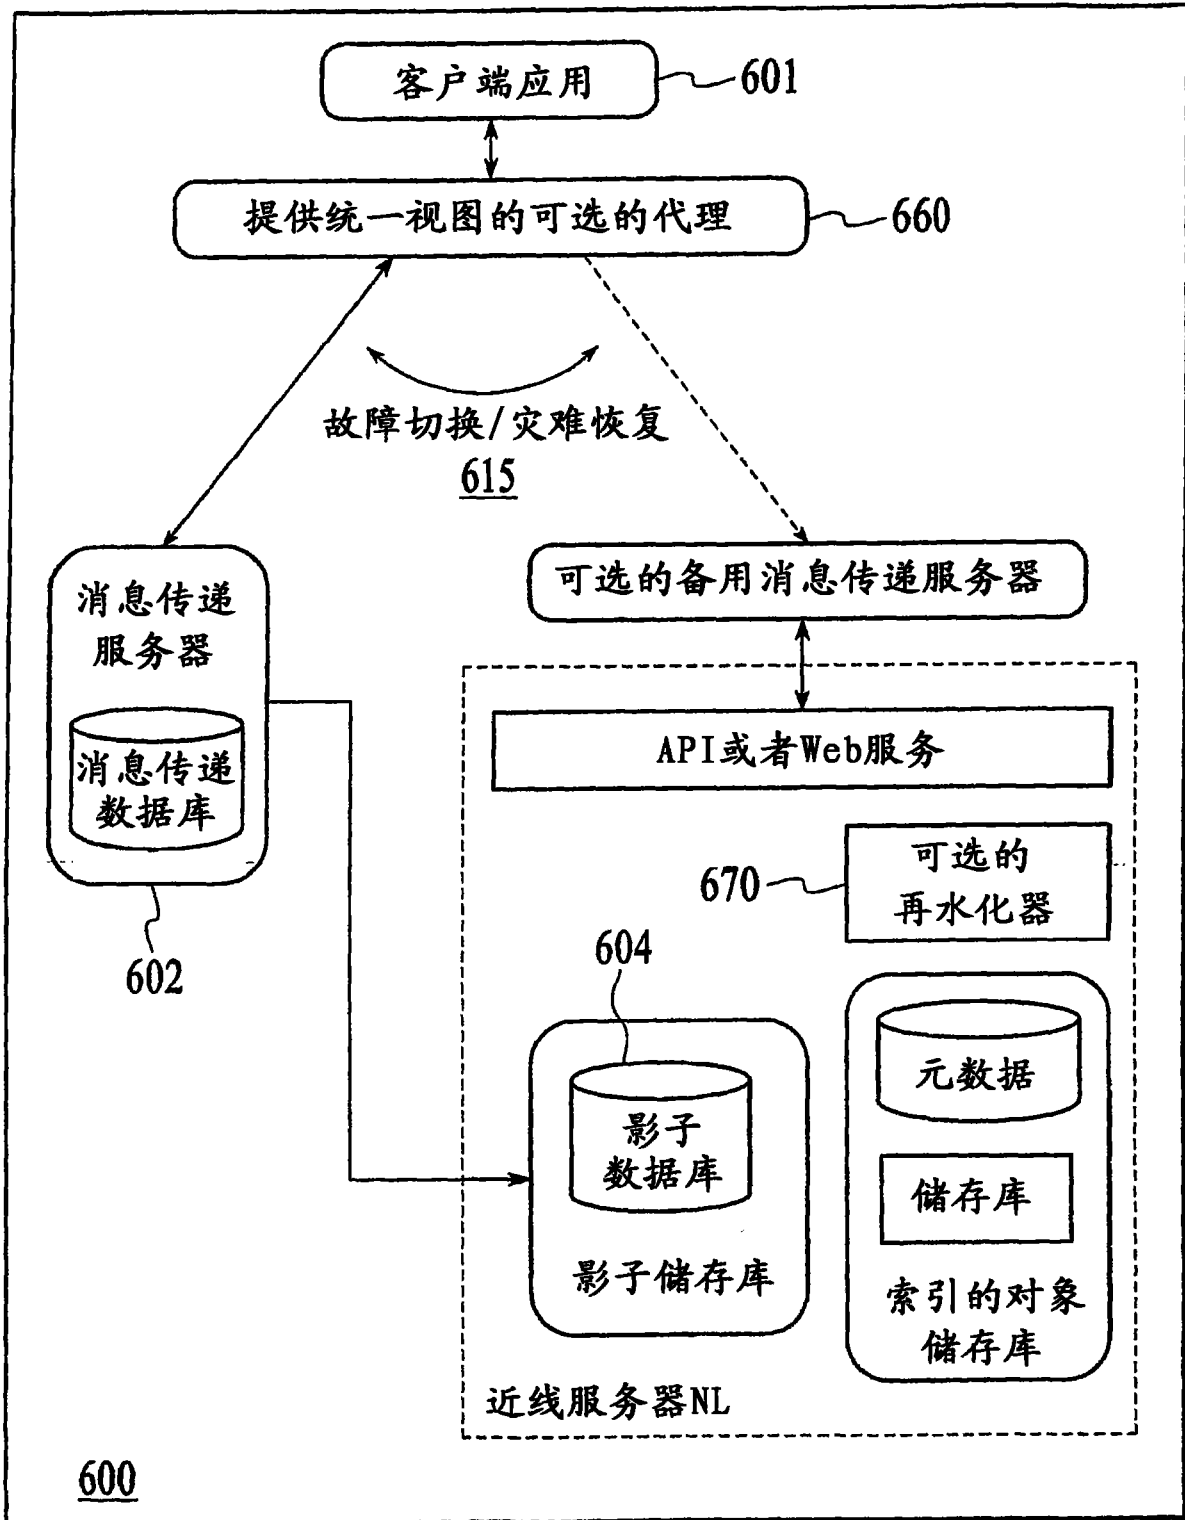 客户端应用
601
提供统一视图的可选的代理
660
故障切换/灾难恢复
615
消息传递
服务器
消息传递
数据库
602
可选的备用消息传递服务器
API或者Web服务
可选的
再水化器
670
604
影子
数据库
影子储存库
元数据
储存库
索引的对象
储存库
近线服务器NL
600